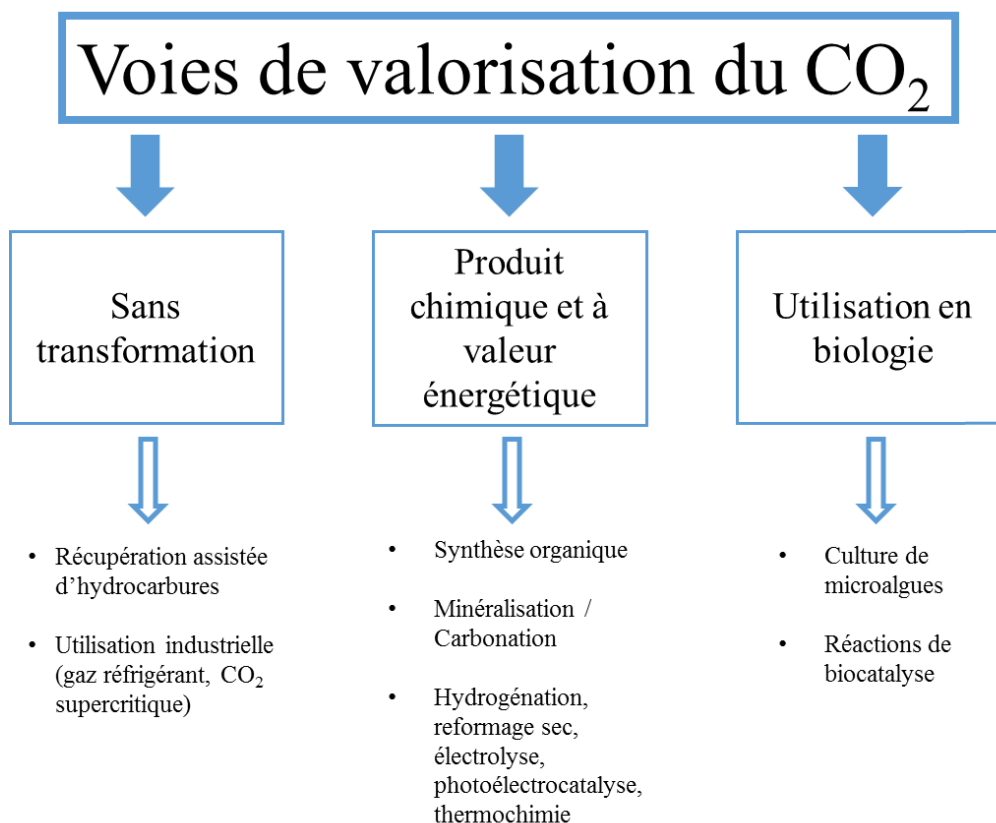 Voies de valorisation du CO₂
Sans
transformation
Produit
chimique et à
valeur
énergétique
Utilisation en
biologie
• Récupération assistée
d’hydrocarbures
• Utilisation industrielle
(gaz réfrigérant, CO₂
supercritique)
• Synthèse organique
• Minéralisation /
Carbonation
• Hydrogénation,
reformage sec,
électrolyse,
photoélectrocatalyse,
thermochimie
• Culture de
microalgues
• Réactions de
biocatalyse